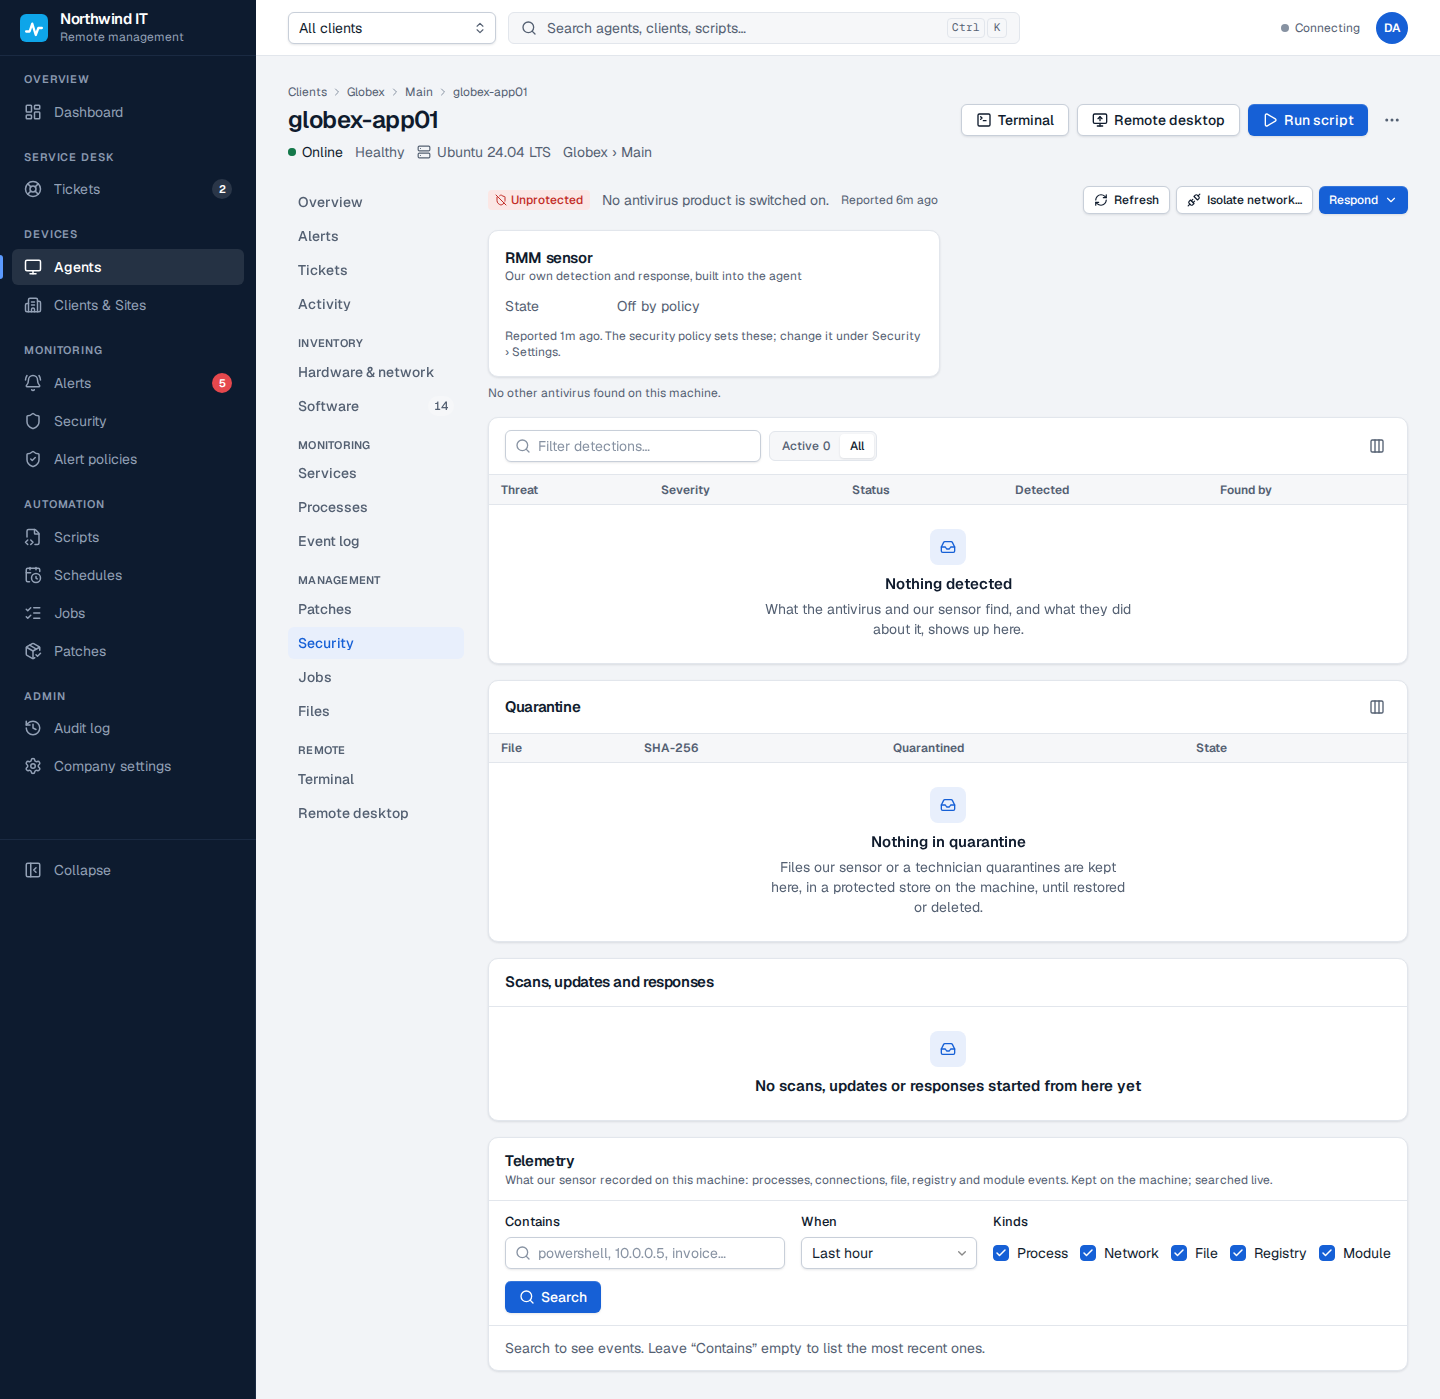 Northwind IT
Remote management
All clients
Search agents, clients, scripts...
Ctrl K
Connecting
DA
OVERVIEW
Dashboard
SERVICE DESK
Tickets
2
DEVICES
Agents
Clients & Sites
MONITORING
Alerts
5
Security
Alert policies
AUTOMATION
Scripts
Schedules
Jobs
Patches
ADMIN
Audit log
Company settings
Collapse
Clients > Globex > Main > globex-app01
globex-app01
Terminal
Remote desktop
Run script
Online Healthy Ubuntu 24.04 LTS Globex › Main
Overview
Alerts
Tickets
Activity
INVENTORY
Hardware & network
Software 14
MONITORING
Services
Processes
Event log
MANAGEMENT
Patches
Security
Jobs
Files
REMOTE
Terminal
Remote desktop
Unprotected No antivirus product is switched on. Reported 6m ago
Refresh
Isolate network...
Respond
RMM sensor
Our own detection and response, built into the agent
State Off by policy
Reported 1m ago. The security policy sets these; change it under Security
› Settings.
No other antivirus found on this machine.
Filter detections...
Active 0 All
Threat Severity Status Detected Found by
Nothing detected
What the antivirus and our sensor find, and what they did
about it, shows up here.
Quarantine
File SHA-256 Quarantined State
Nothing in quarantine
Files our sensor or a technician quarantines are kept
here, in a protected store on the machine, until restored
or deleted.
Scans, updates and responses
No scans, updates or responses started from here yet
Telemetry
What our sensor recorded on this machine: processes, connections, file, registry and module events. Kept on the machine; searched live.
Contains When Kinds
powershell, 10.0.0.5, invoice... Last hour Process Network File Registry Module
Search
Search to see events. Leave “Contains” empty to list the most recent ones.